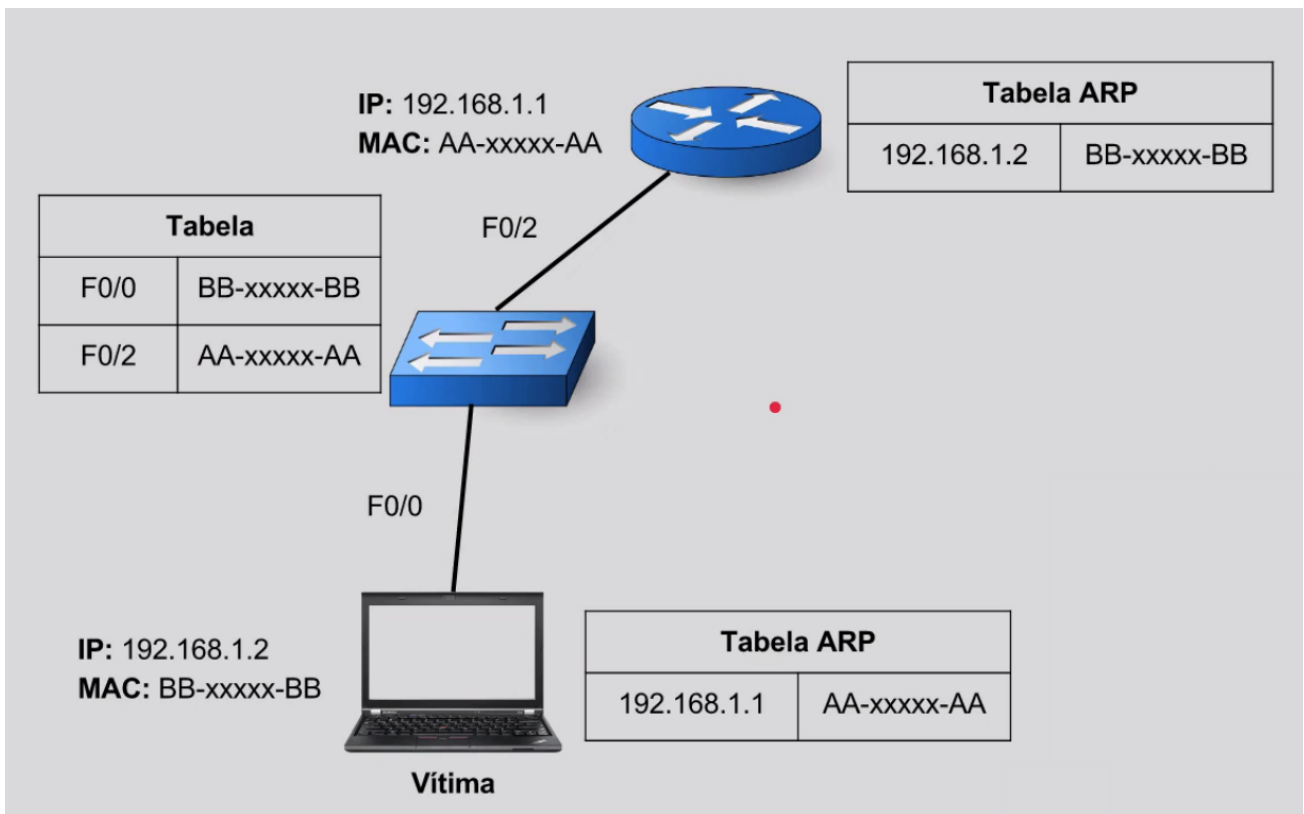 IP: 192.168.1.1
MAC: AA-xxxxx-AA
Tabela ARP
192.168.1.2 BB-xxxxx-BB
Tabela
F0/0 BB-xxxxx-BB
F0/2 AA-xxxxx-AA
F0/2
F0/0
IP: 192.168.1.2
MAC: BB-xxxxx-BB
Tabela ARP
192.168.1.1 AA-xxxxx-AA
Vítima